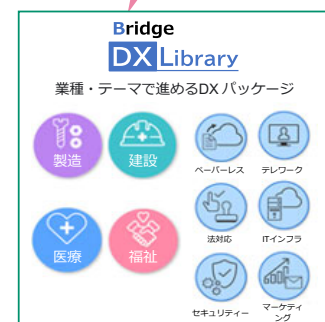 Bridge
DX Library
業種・テーマで進めるDX パッケージ
製造
建設
ペーパーレス
テレワーク
法対応
ITインフラ
医療
福祉
セキュリティー
マーケティ
ング